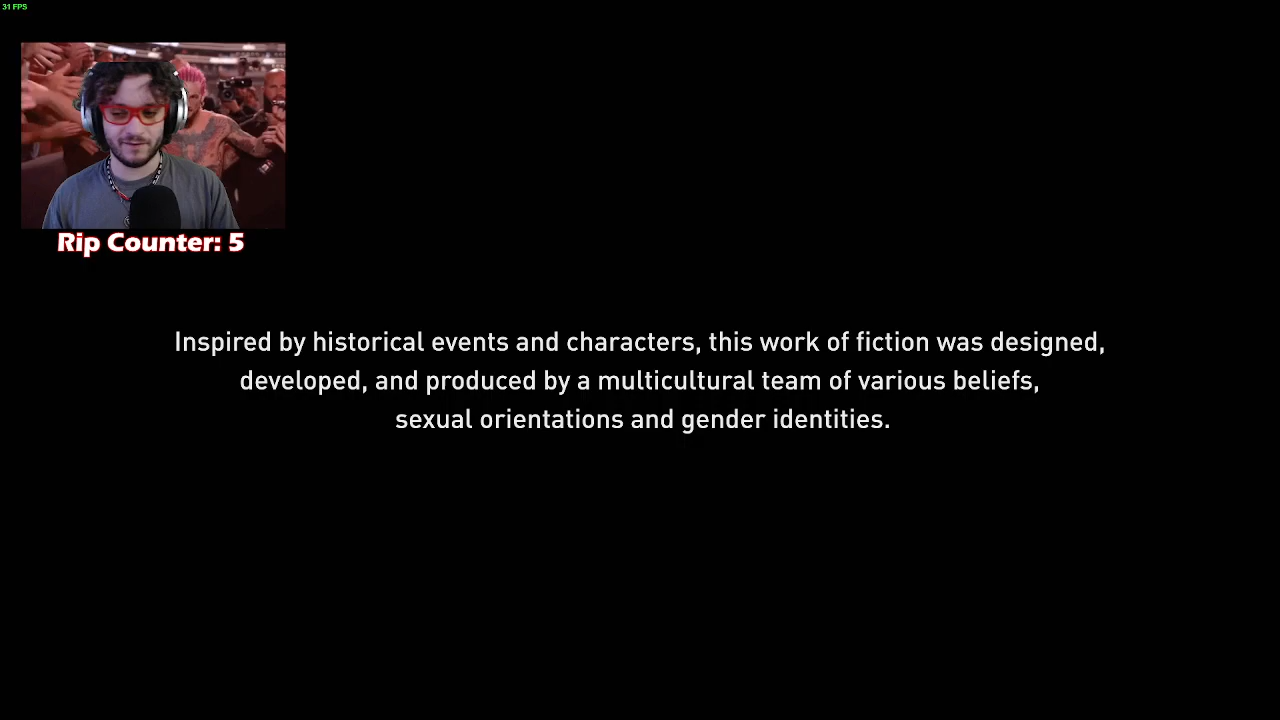 31 FPS
Rip Counter: 5
Inspired by historical events and characters, this work of fiction was designed,
developed, and produced by a multicultural team of various beliefs,
sexual orientations and gender identities.